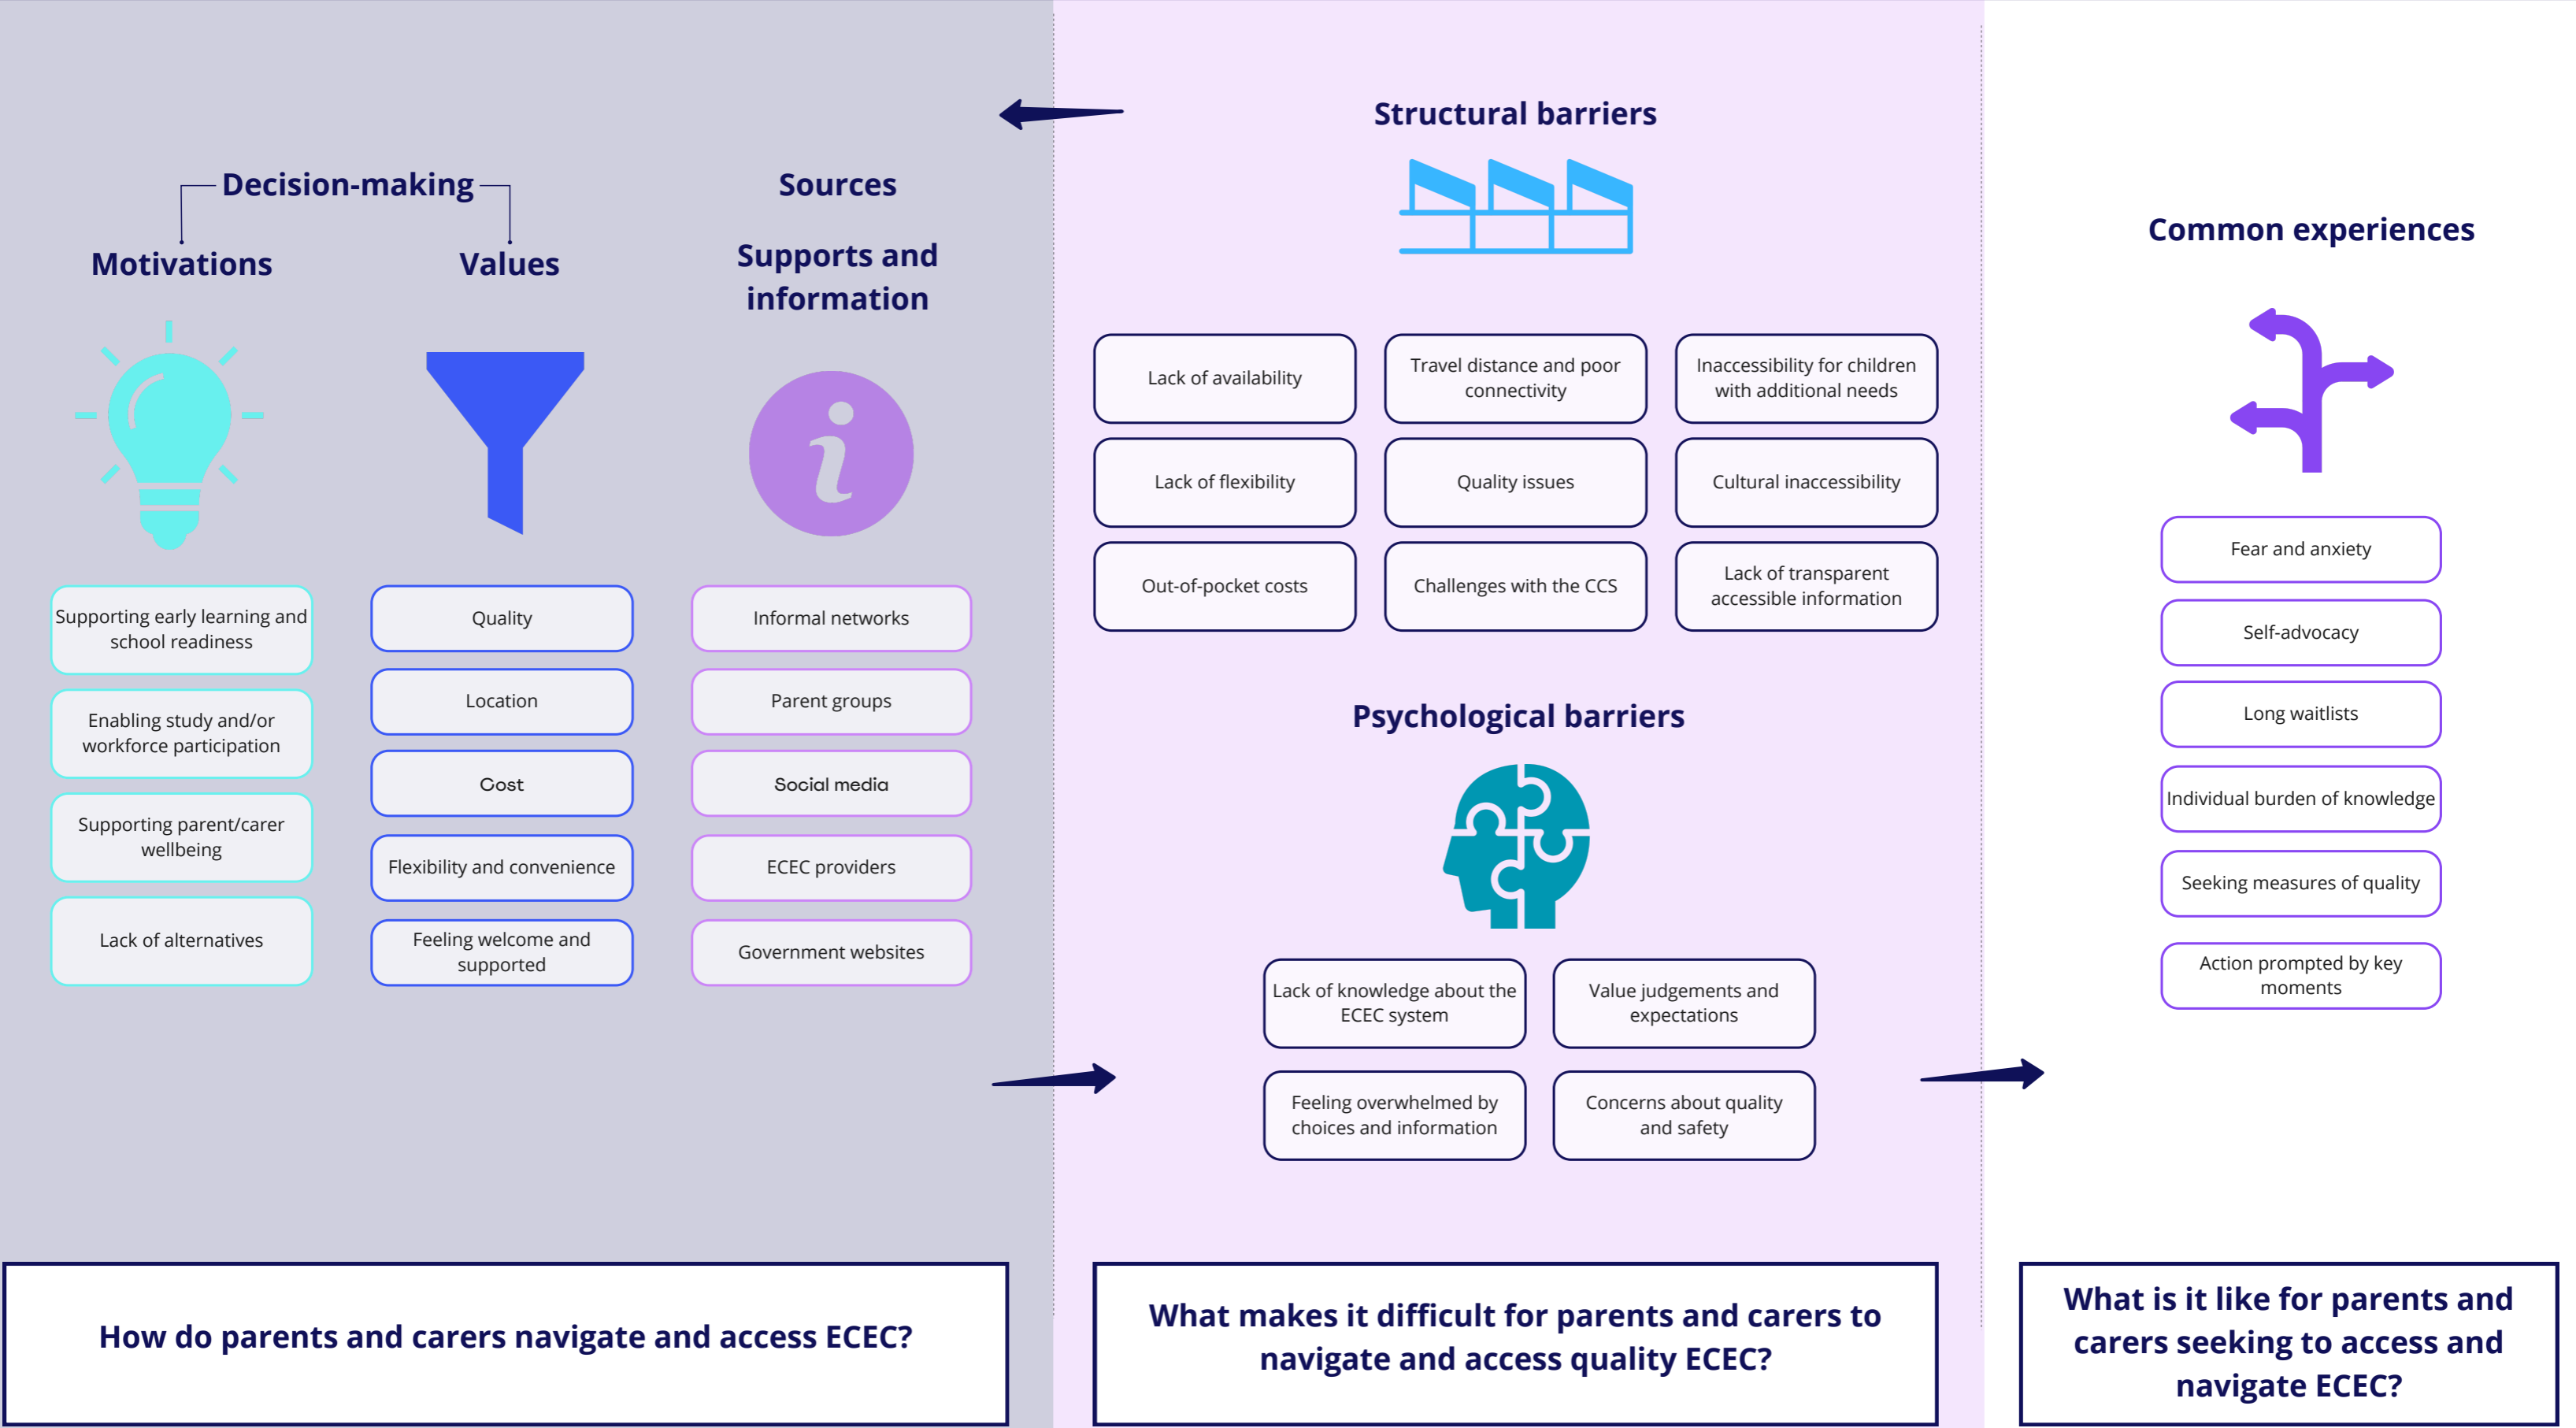 Decision-making
Motivations
Supporting early learning and
school readiness
Enabling study and/or
workforce participation
Supporting parent/carer
wellbeing
Lack of alternatives
Values
Quality
Location
Cost
Flexibility and convenience
Feeling welcome and
supported
Sources
Supports and
information
i
Informal networks
Parent groups
Social media
ECEC providers
Government websites
How do parents and carers navigate and access ECEC?
Structural barriers
Lack of availability
Travel distance and poor
connectivity
Inaccessibility for children
with additional needs
Lack of flexibility
Quality issues
Cultural inaccessibility
Out-of-pocket costs
Challenges with the CCS
Lack of transparent
accessible information
Psychological barriers
Lack of knowledge about the
ECEC system
Value judgements and
expectations
Feeling overwhelmed by
choices and information
Concerns about quality
and safety
What makes it difficult for parents and carers to
navigate and access quality ECEC?
Common experiences
Fear and anxiety
Self-advocacy
Long waitlists
Individual burden of knowledge
Seeking measures of quality
Action prompted by key
moments
What is it like for parents and
carers seeking to access and
navigate ECEC?